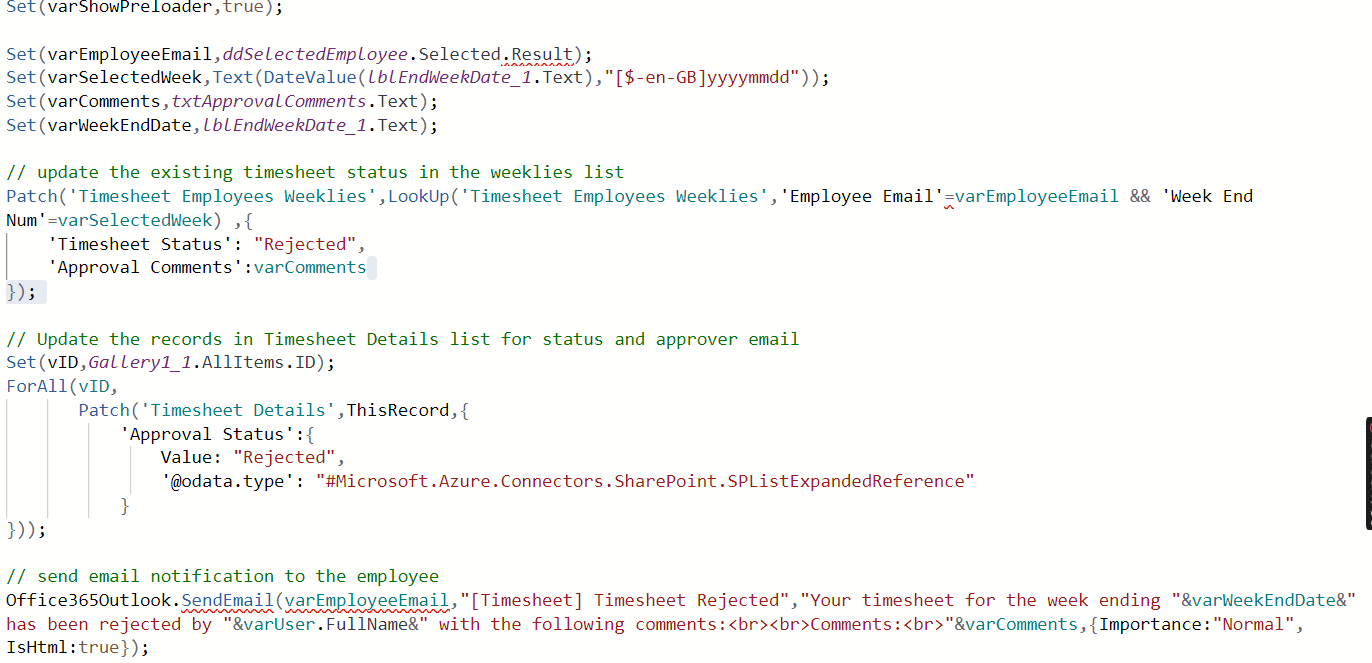 Set(varShowPreloader,true);
Set(varEmployeeEmail,ddSelectedEmployee.Selected.Result);
Set(varSelectedWeek,Text(DateValue(lblEndWeekDate_1.Text),"[$-en-GB]yyyymmdd"));
Set(varComments,txtApprovalComments.Text);
Set(varWeekEndDate,lblEndWeekDate_1.Text);
// update the existing timesheet status in the weeklies list
Patch('Timesheet Employees Weeklies',LookUp('Timesheet Employees Weeklies','Employee Email'=varEmployeeEmail && 'Week End
Num'=varSelectedWeek) ,{
'Timesheet Status': "Rejected",
'Approval Comments':varComments
});
// Update the records in Timesheet Details list for status and approver email
Set(vID,Gallery1_1.AllItems.ID);
ForAll(vID,
Patch('Timesheet Details',ThisRecord,{
'Approval Status':{
Value: "Rejected",
'@odata.type': "#Microsoft.Azure.Connectors.SharePoint.SPListExpandedReference"
}
}));
// send email notification to the employee
Office365Outlook.SendEmail(varEmployeeEmail,"[Timesheet] Timesheet Rejected","Your timesheet for the week ending "&varWeekEndDate&"
has been rejected by "&varUser.FullName&" with the following comments:<br><br>Comments:<br>"&varComments,{Importance:"Normal",
IsHtml:true});